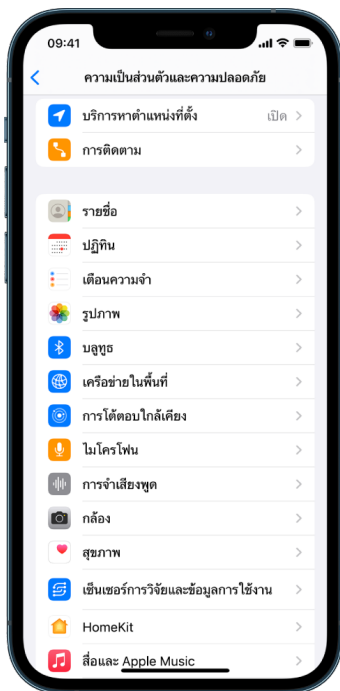 09:41
ความเป็นส่วนตัวและความปลอดภัย
บริการหาตำแหน่งที่ตั้ง เปิด
การติดตาม
รายชื่อ
ปฏิทิน
เตือนความจำ
รูปภาพ
บลูทูธ
เครือข่ายในพื้นที่
การโต้ตอบใกล้เคียง
ไมโครโฟน
การจำเสียงพูด
กล้อง
สุขภาพ
เซ็นเซอร์การวิจัยและข้อมูลการใช้งาน
HomeKit
สื่อและ Apple Music